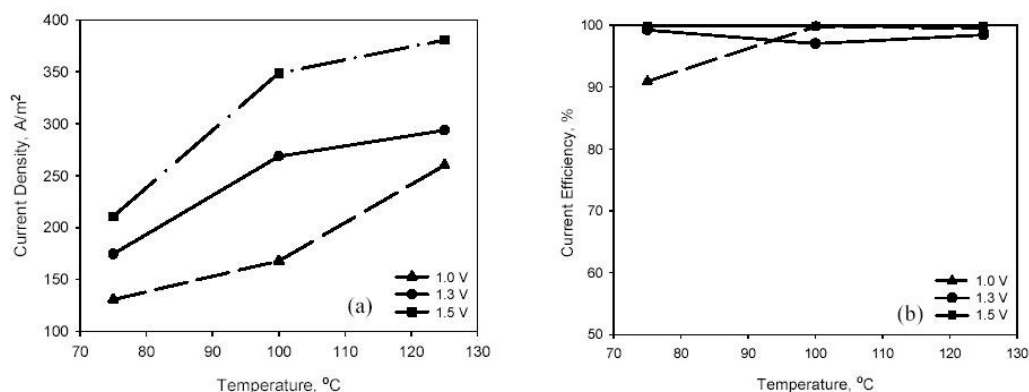 400
350
300
250
200
150
100
Current Density, A/m²
70 80 90 100 110 120 130
Temperature, ⁰C
1.0 V
1.3 V
1.5 V
(a)
100
90
80
70
60
50
Current Efficiency, %
70 80 90 100 110 120 130
Temperature, ⁰C
1.0 V
1.3 V
1.5 V
(b)